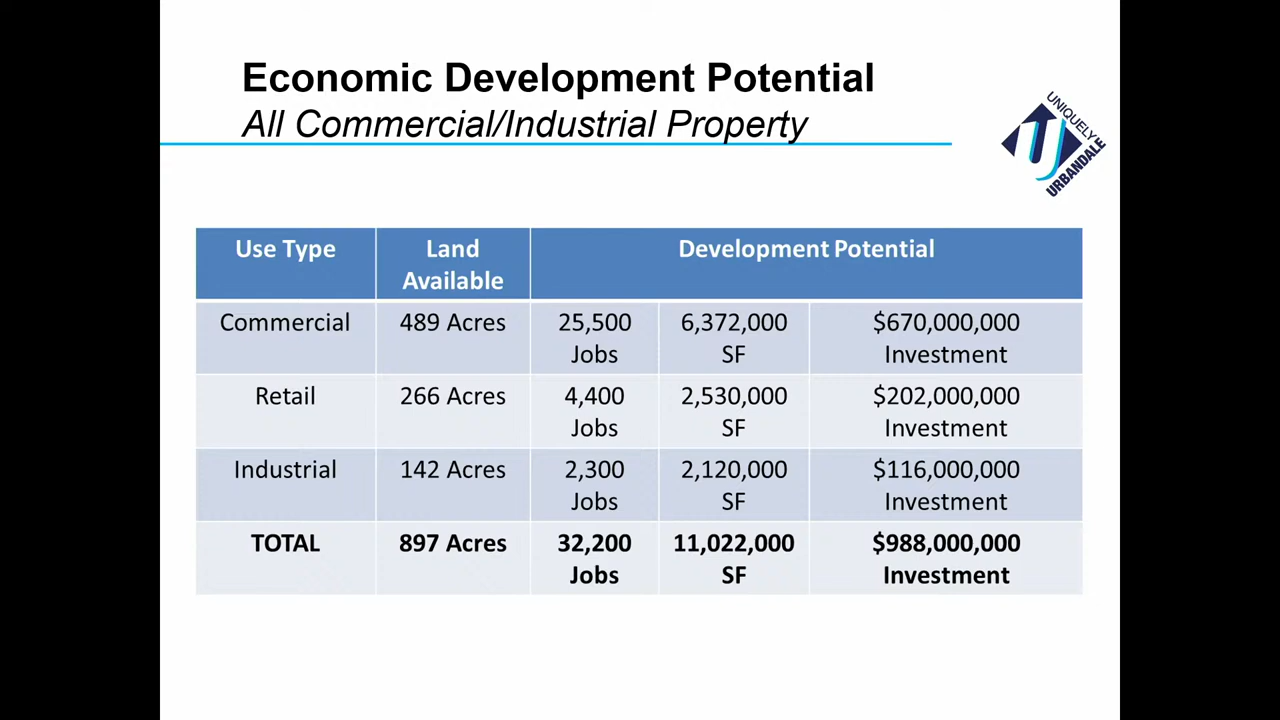 Economic Development Potential
All Commercial/Industrial Property
UNIQUELY
URBANDALE
Use Type Land Available Development Potential
Commercial 489 Acres 25,500 Jobs 6,372,000 SF $670,000,000 Investment
Retail 266 Acres 4,400 Jobs 2,530,000 SF $202,000,000 Investment
Industrial 142 Acres 2,300 Jobs 2,120,000 SF $116,000,000 Investment
TOTAL 897 Acres 32,200 Jobs 11,022,000 SF $988,000,000 Investment